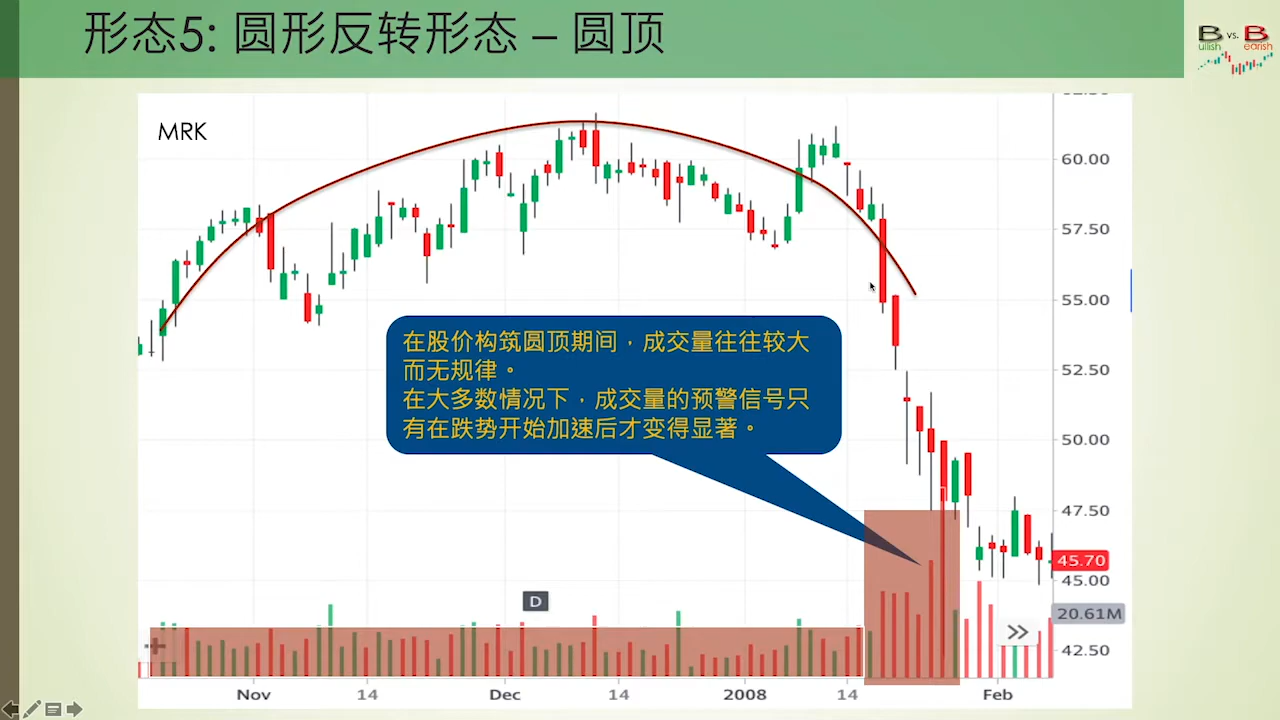 形态5: 圆形反转形态 – 圆顶
B vs. B
ullish earish
MRK
60.00
57.50
55.00
在股价构筑圆顶期间，成交量往往较大
而无规律。
在大多数情况下，成交量的预警信号只
有在跌势开始加速后才变得显著。
52.50
50.00
47.50
45.70
45.00
D
20.61M
42.50
Nov 14 Dec 14 2008 14 Feb